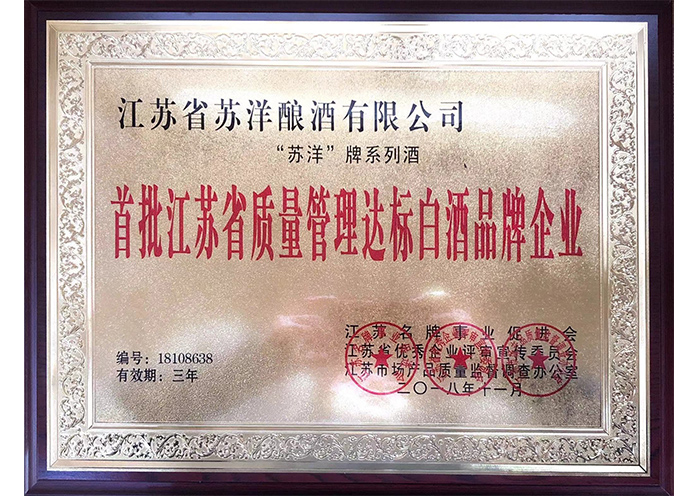 江苏省苏洋酿酒有限公司
“苏洋”牌系列酒
首批江苏省质量管理达标白酒品牌企业
江苏名牌事业促进会
江苏省优秀企业评审宣传委员会
江苏市场产品质量监督调查办公室
二〇一八年十一月
编号：18108638
有效期：三年